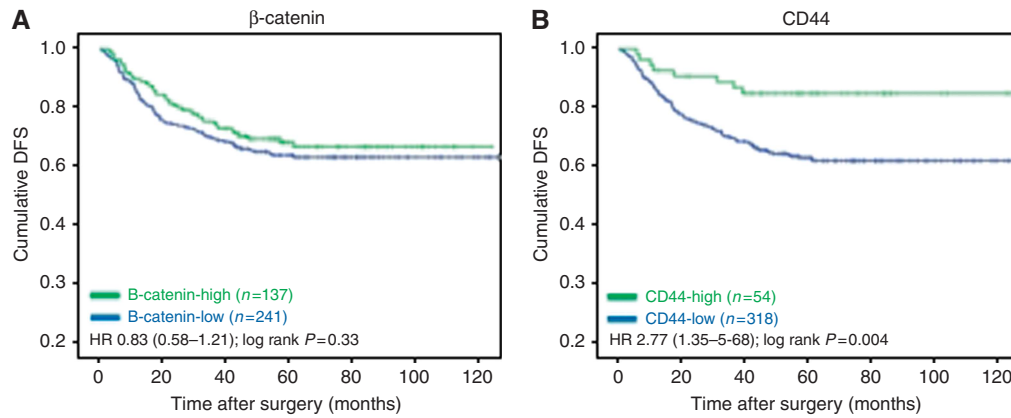 A
β-catenin
1.0
0.8
0.6
0.4
0.3
0.2
Cumulative DFS
B-catenin-high (n=137)
B-catenin-low (n=241)
HR 0.83 (0.58–1.21); log rank P=0.33
0 20 40 60 80 100 120
Time after surgery (months)
B
CD44
1.0
0.8
0.6
0.4
0.3
0.2
Cumulative DFS
CD44-high (n=54)
CD44-low (n=318)
HR 2.77 (1.35–5-68); log rank P=0.004
0 20 40 60 80 100 120
Time after surgery (months)